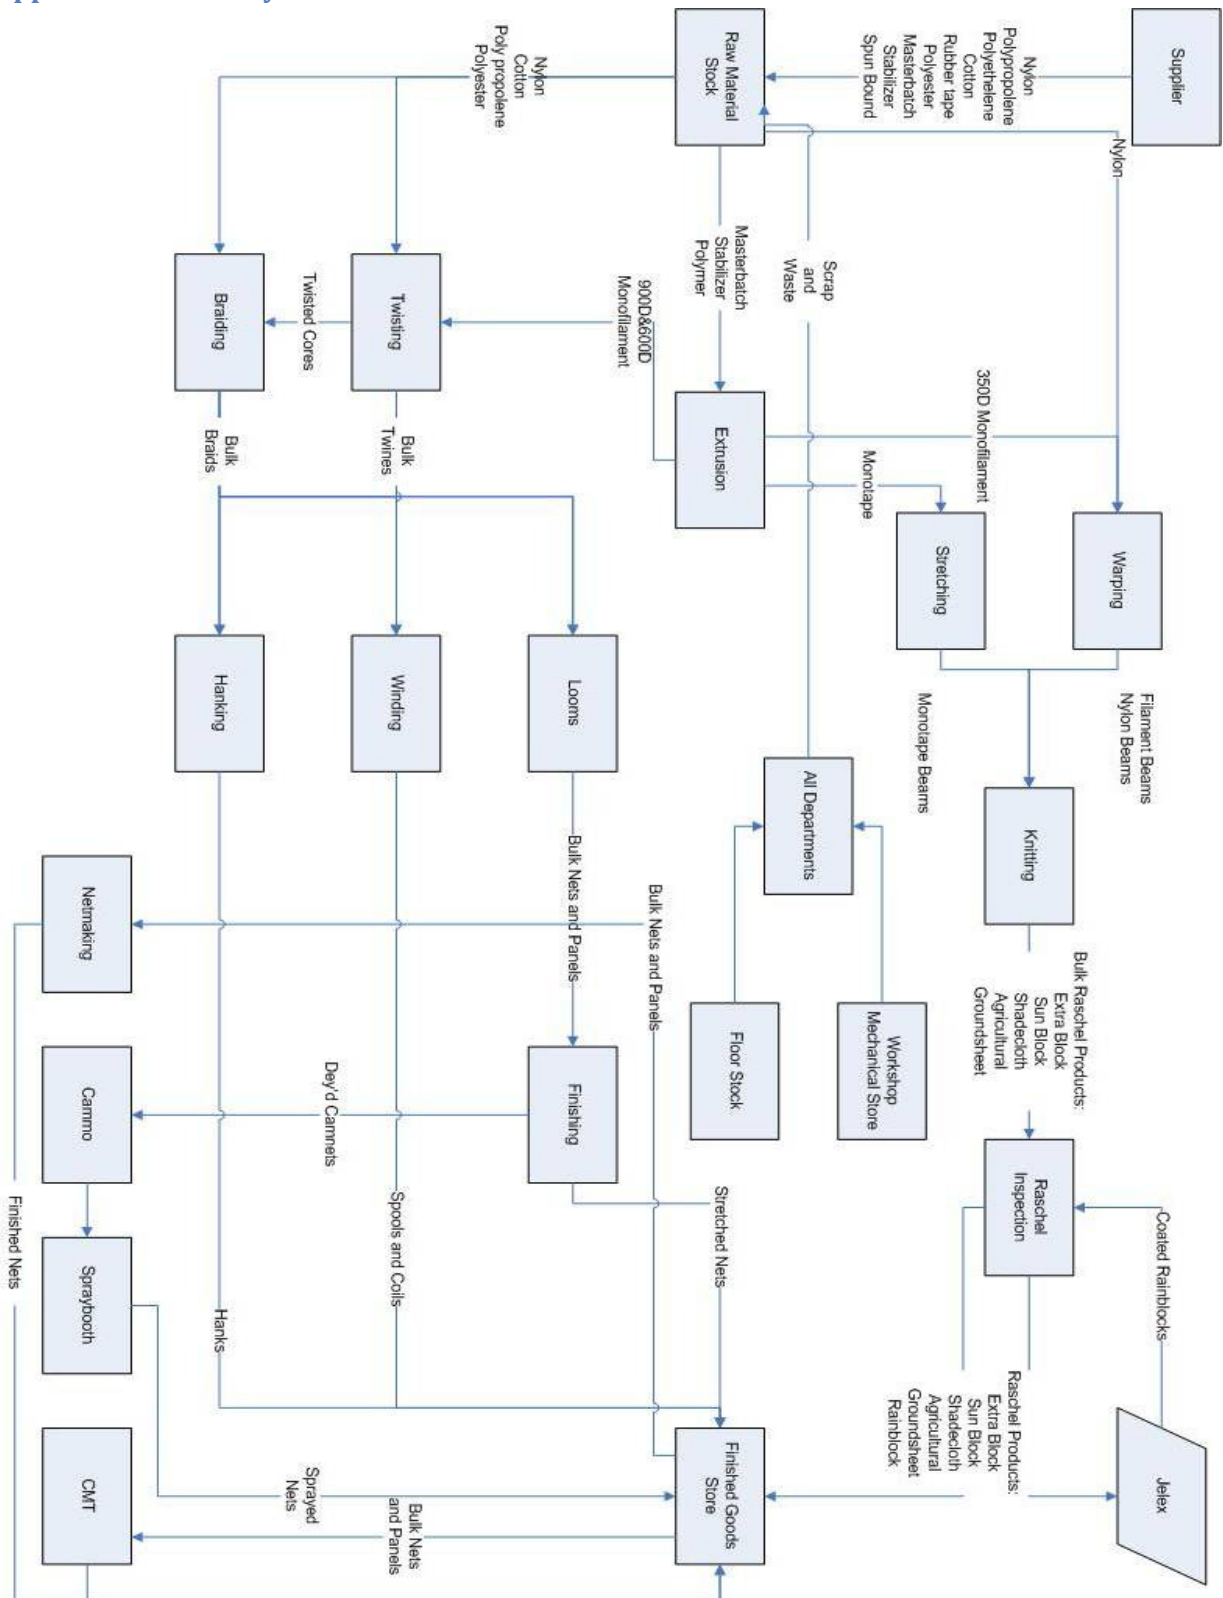 Supplier
Nylon
Warping
Filament Beams
Nylon Beams
Coated Rainblocks
Jelex
Nylon
Polypropolene
Polyethelene
Cotton
Rubber tape
Polyester
Masterbatch
Stabilizer
Spun Bound
350D Monofilament
Stretching
Monotape Beams
Knitting
Bulk Raschel Products:
Extra Block
Sun Block
Shadecloth
Agricultural
Groundsheet
Raschel
Inspection
Raschel Products:
Extra Block
Sun Block
Shadecloth
Agricultural
Groundsheet
Rainblock
Monotape
Scrap
and
Waste
All Departments
Workshop
Mechanical Store
Floor Stock
Raw Material
Stock
Masterbatch
Stabilizer
Polymer
Extrusion
Bulk Nets and Panels
Stretched Nets
Finished Goods
Store
900D&600D
Monofilament
Looms
Bulk Nets and Panels
Finishing
Nylon
Cotton
Poly propolene
Polyester
Twisting
Bulk
Twines
Winding
Spools and Coils
Bulk Nets
and Panels
Twisted Cores
Dey'd Camnets
Sprayed
Nets
Braiding
Bulk
Braids
Hanking
Hanks
Netmaking
Cammo
Spraybooth
CMT
Finished Nets